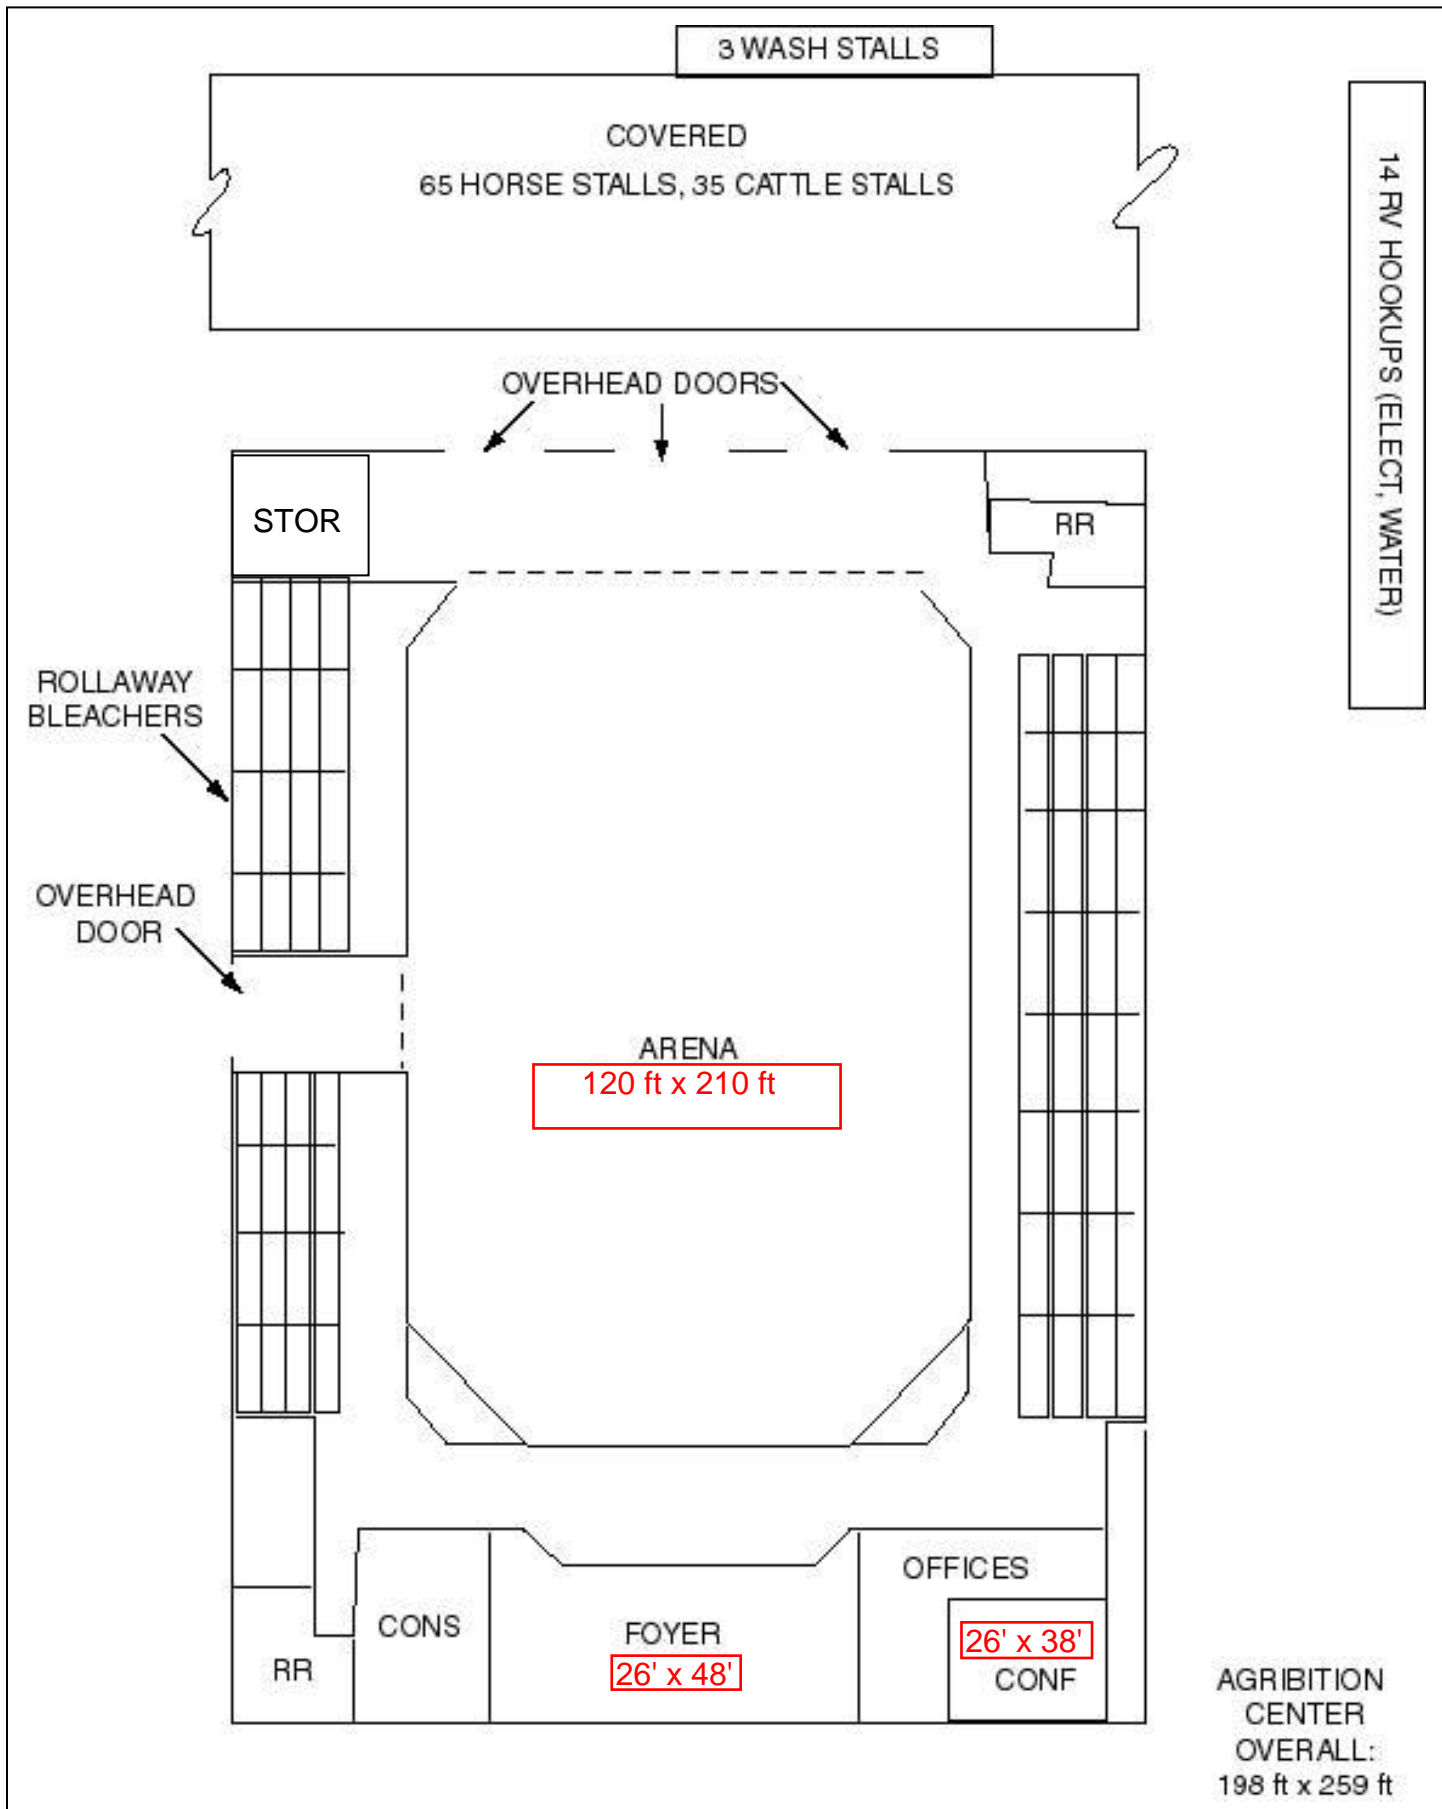 3 WASH STALLS
COVERED
65 HORSE STALLS, 35 CATTLE STALLS
14 RV HOOKUPS (ELECT, WATER)
OVERHEAD DOORS
STOR
RR
ROLLAWAY
BLEACHERS
OVERHEAD
DOOR
ARENA
120 ft x 210 ft
OFFICES
CONS
FOYER
26' x 48'
26' x 38'
CONF
RR
AGRIBITION
CENTER
OVERALL:
198 ft x 259 ft